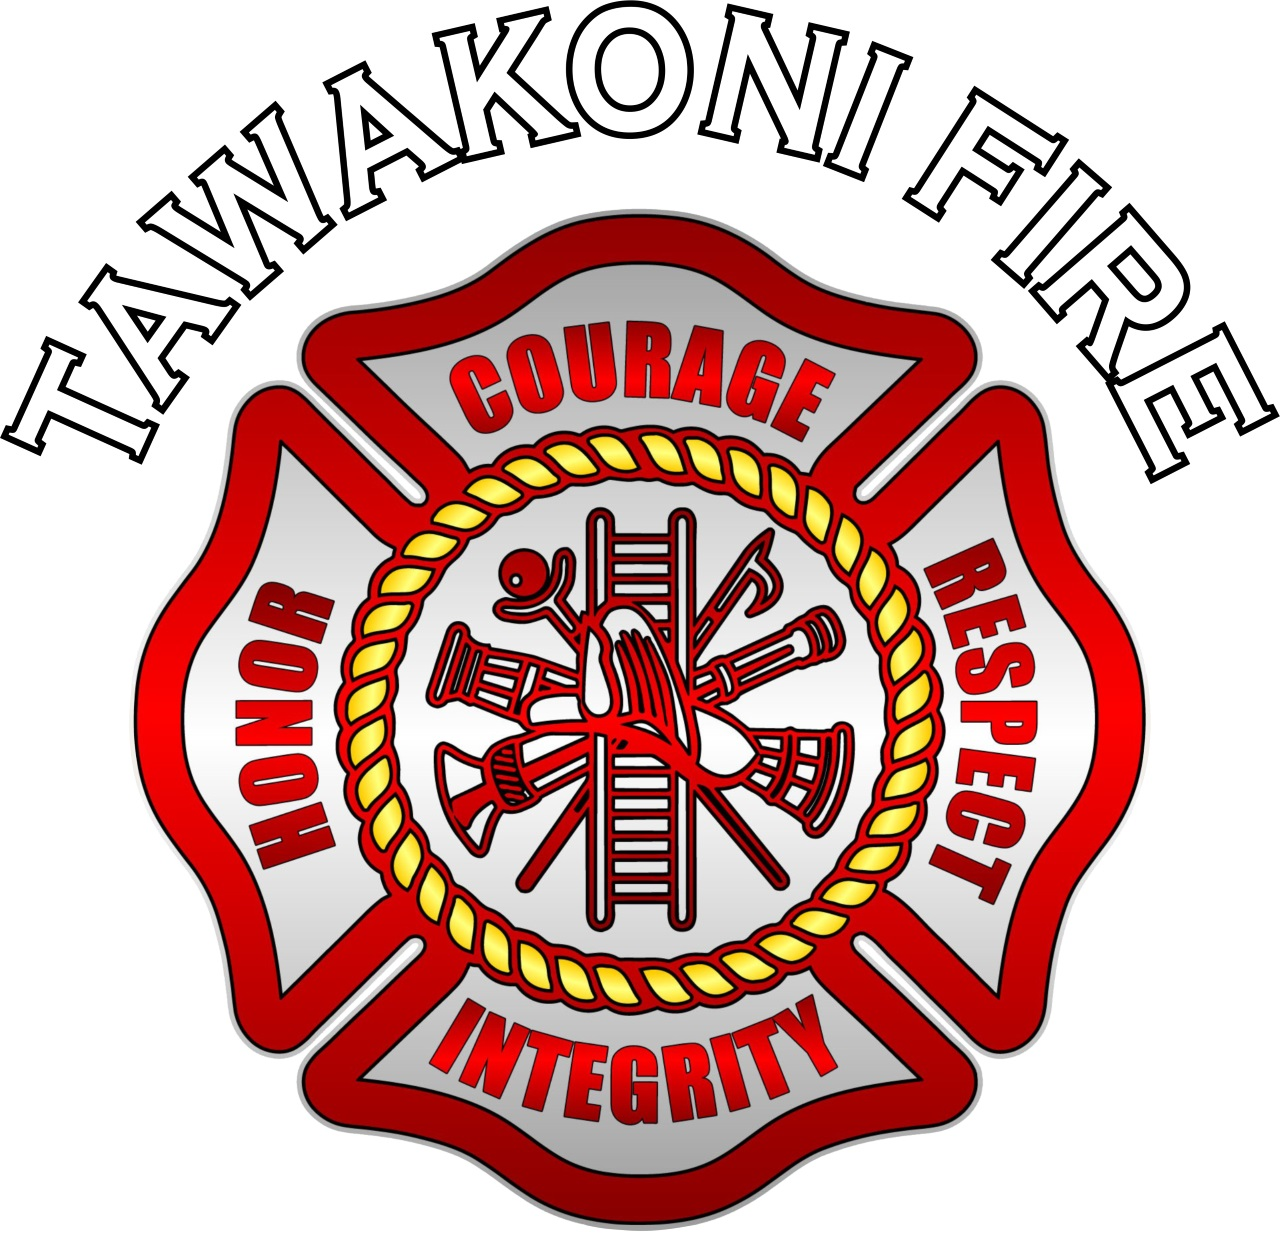 TAWAKONI FIRE
COURAGE
HONOR
RESPECT
INTEGRITY